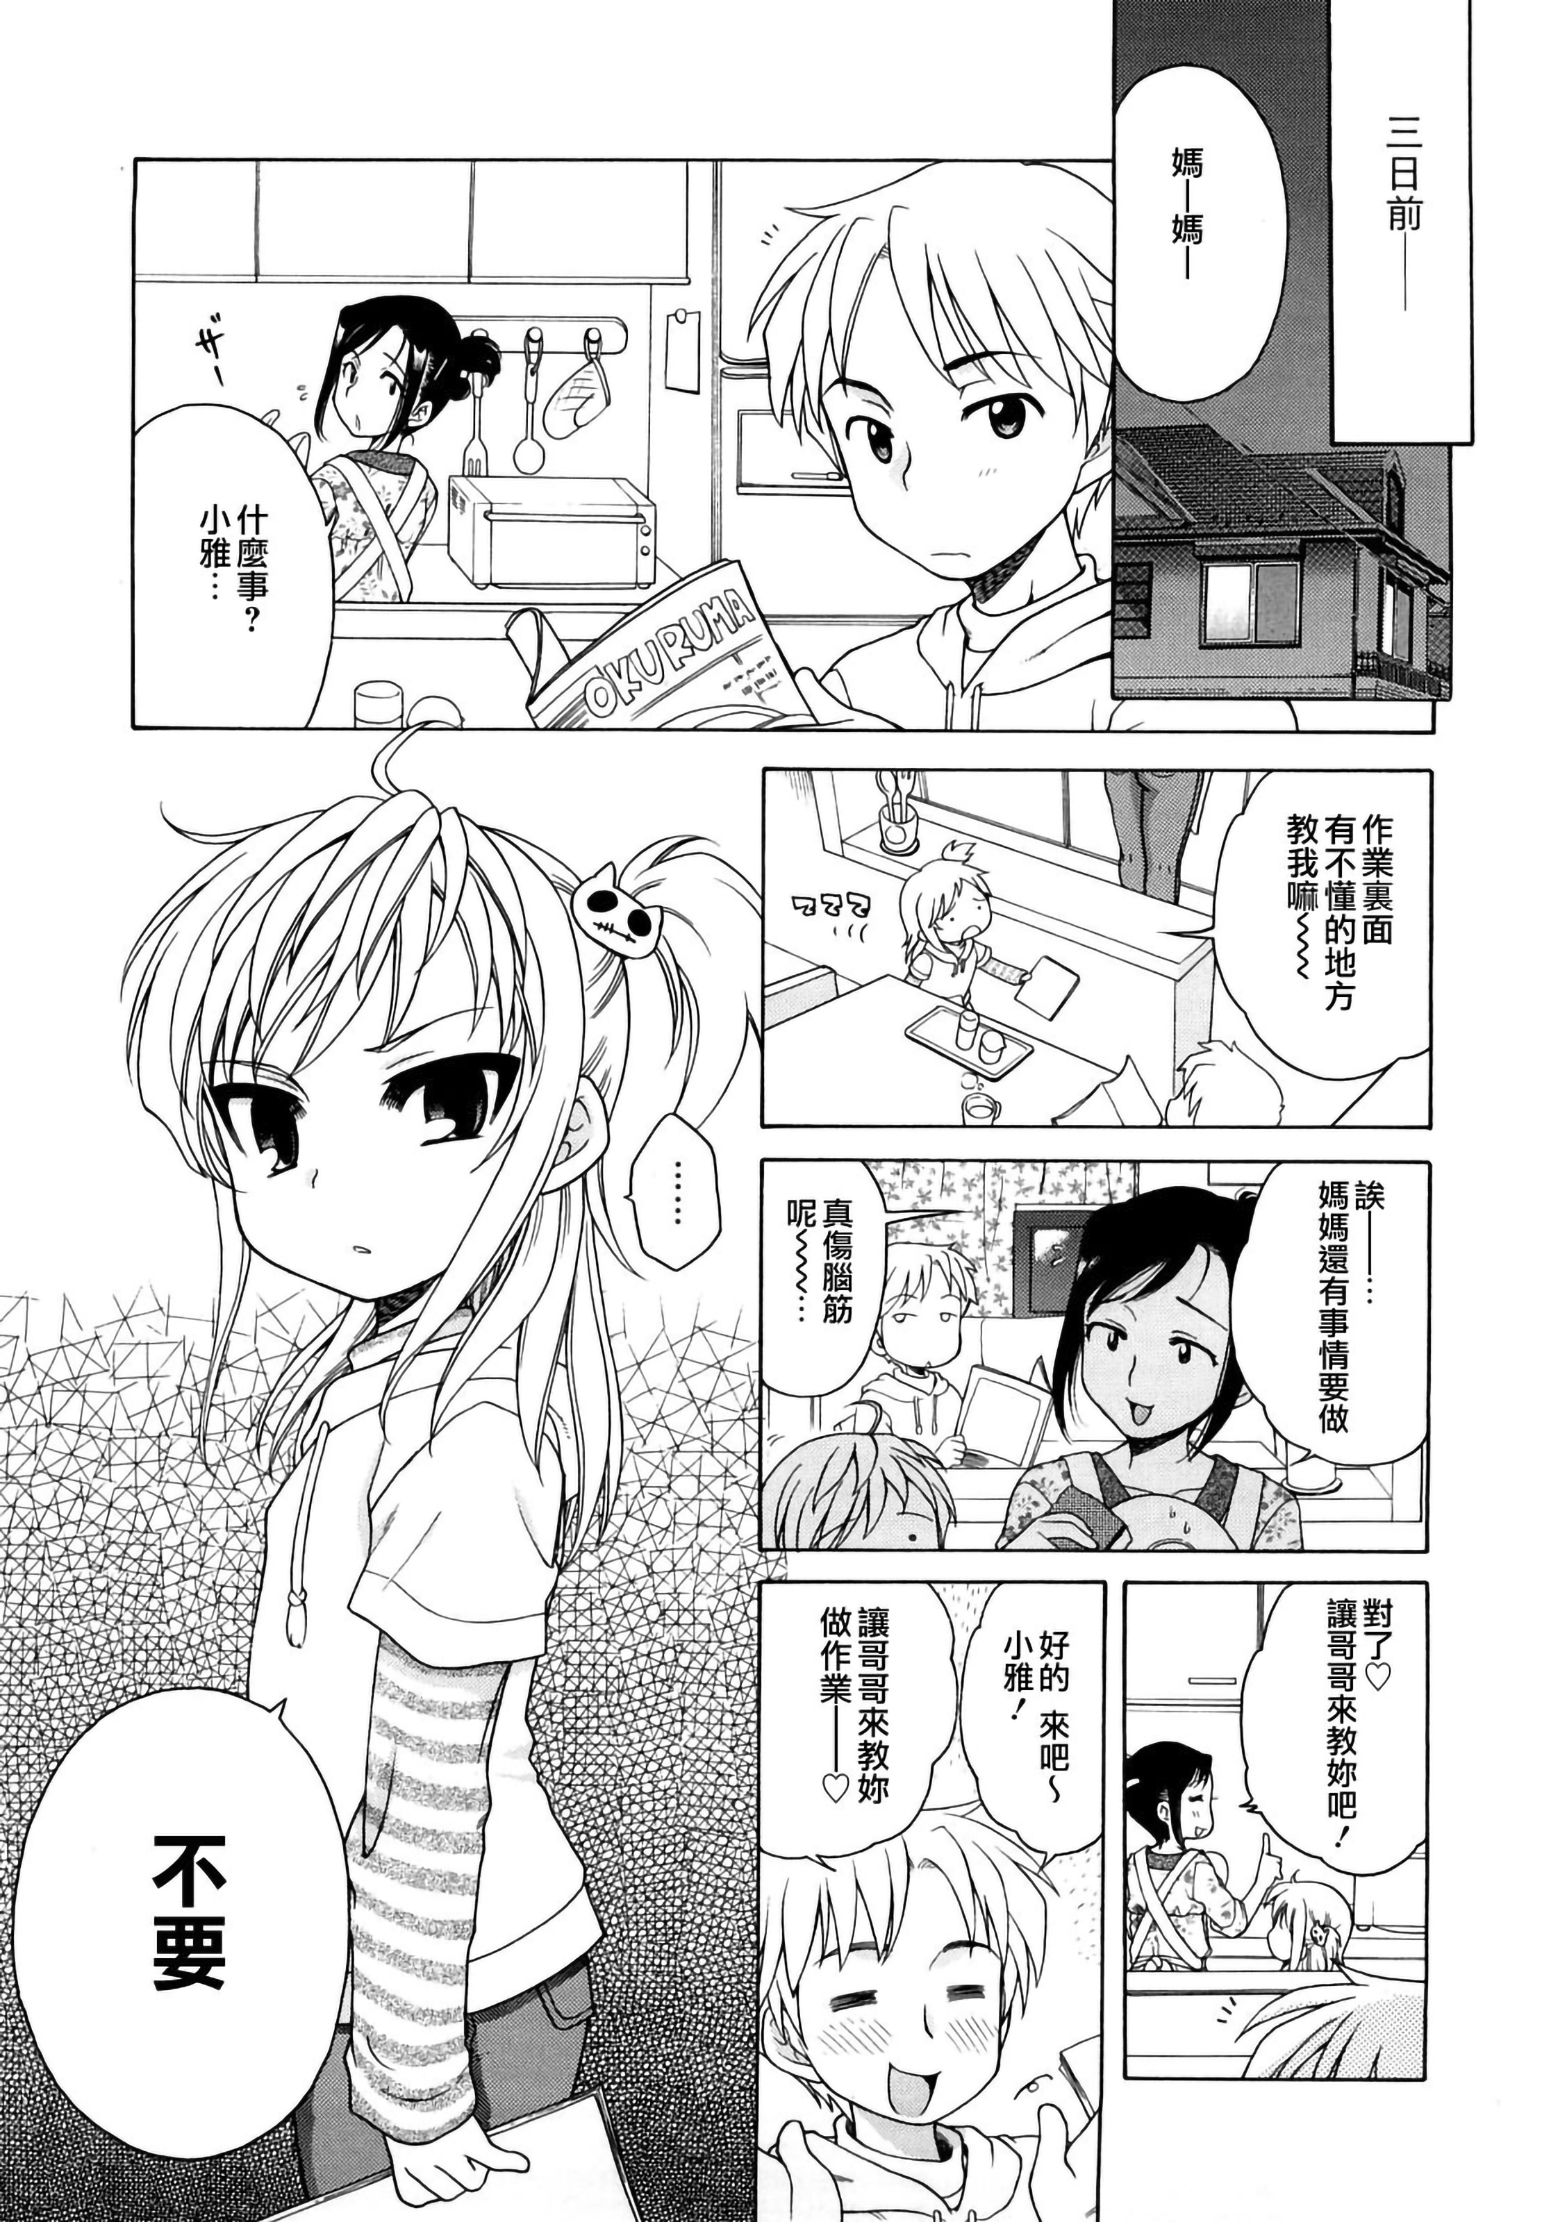 三日前——
媽—媽—
ザー
什麼事?
小雅…
OKURUMA
作業裏面
有不懂的地方
教我嘛~~~~
ててて
誒——…
媽媽還有事情要做
真傷腦筋
呢~~~~…
對了♡
讓哥哥來教妳吧!
好的 來吧~
小雅!
讓哥哥來教妳
做作業——♡
……
不要